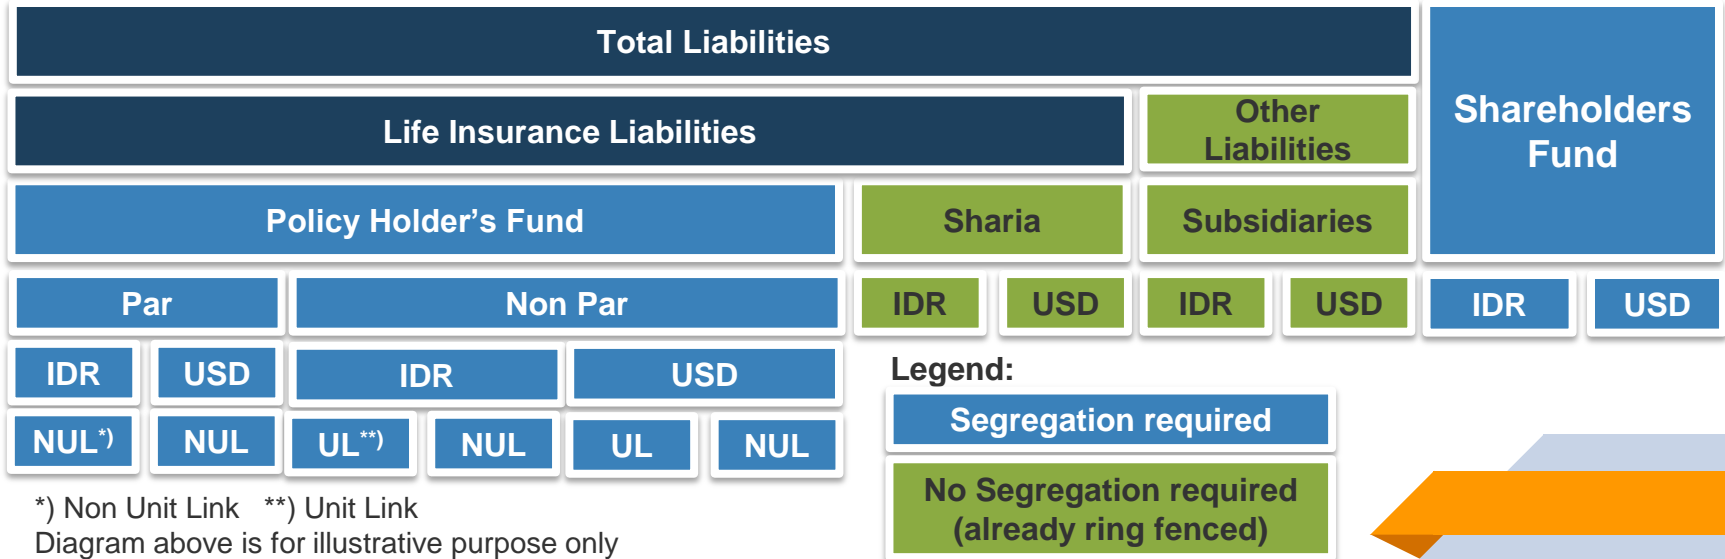 Total Liabilities
Shareholders
Fund
Life Insurance Liabilities
Other
Liabilities
Policy Holder’s Fund
Sharia
Subsidiaries
Par
Non Par
IDR
USD
IDR
USD
IDR
USD
IDR
USD
IDR
USD
NUL*)
NUL
UL**)
NUL
UL
NUL
Legend:
Segregation required
No Segregation required
(already ring fenced)
*) Non Unit Link **) Unit Link
Diagram above is for illustrative purpose only